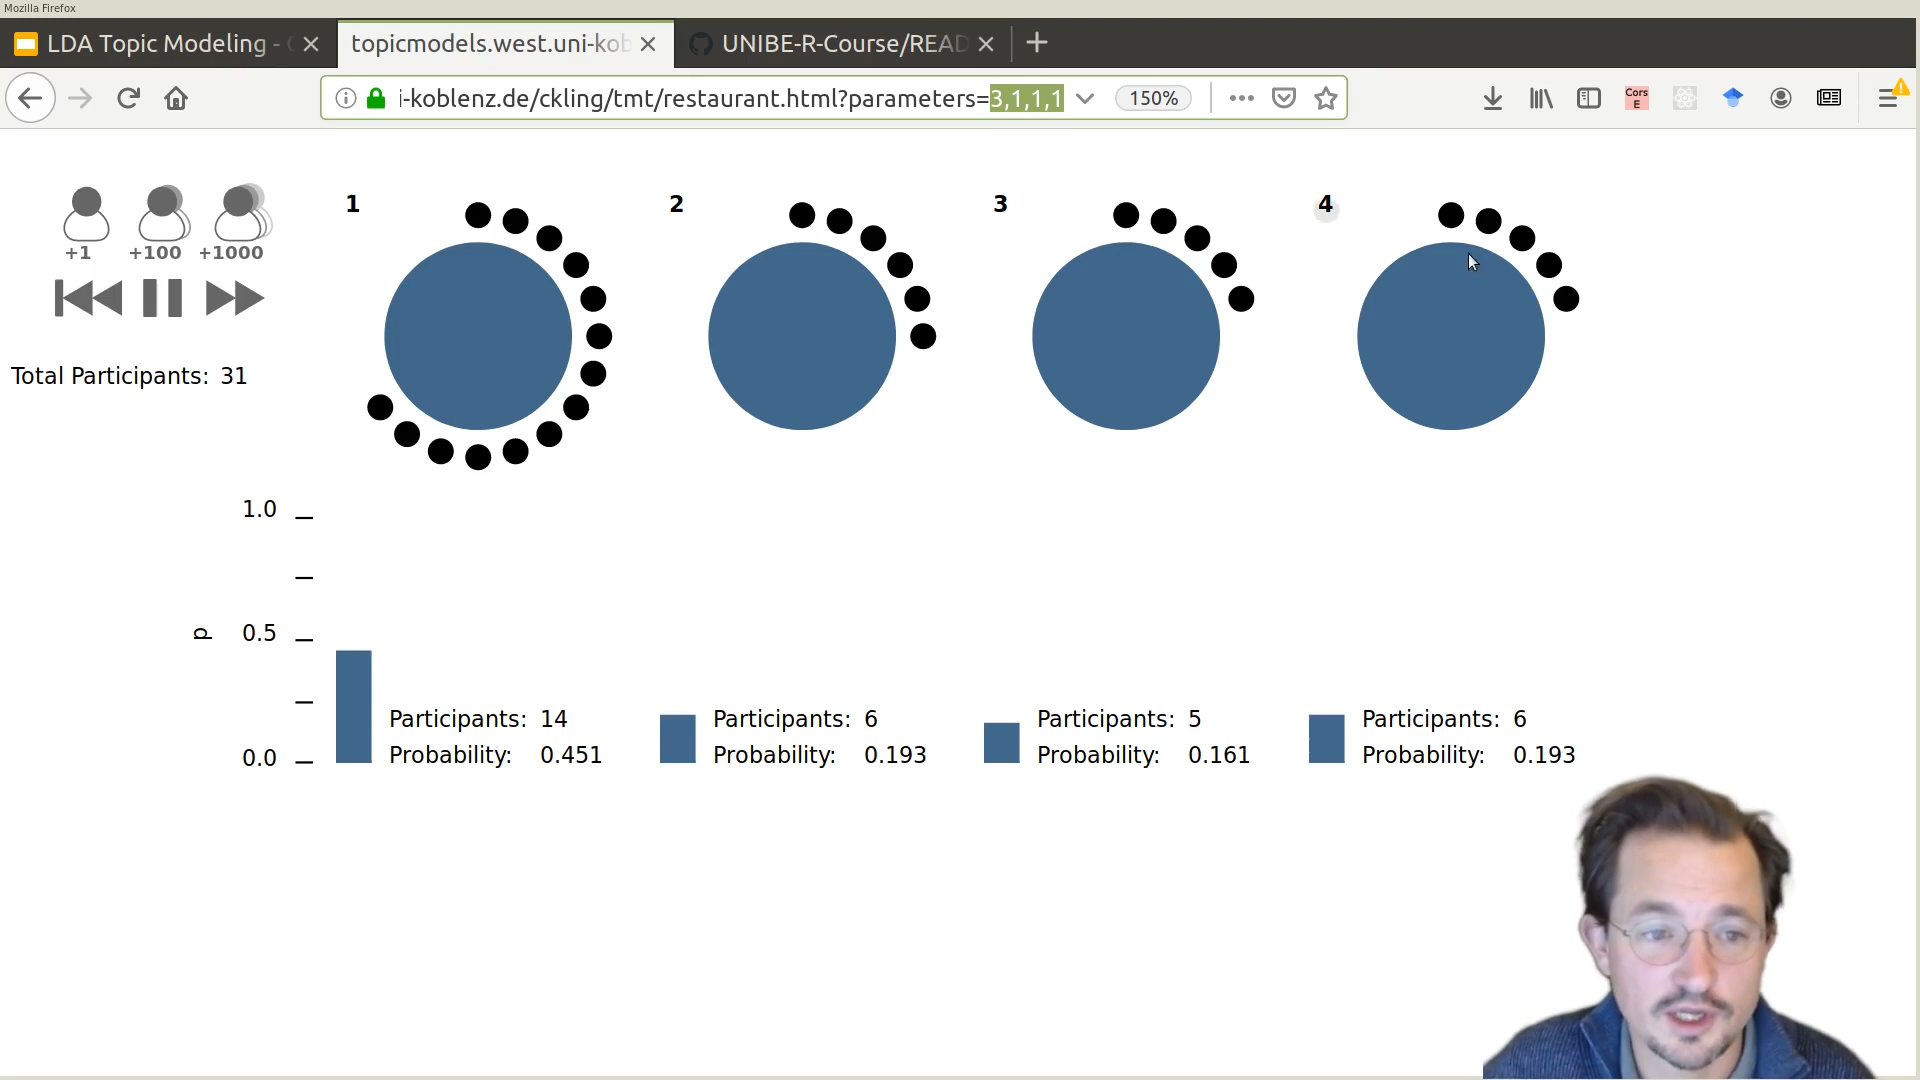 Mozilla Firefox
LDA Topic Modeling -
topicmodels.west.uni-kob
UNIBE-R-Course/READ
i-koblenz.de/ckling/tmt/restaurant.html?parameters=3,1,1,1
150%
Cors
E
+1 +100 +1000
Total Participants: 31
1
2
3
4
1.0
0.5
0.0
p
Participants: 14
Probability: 0.451
Participants: 6
Probability: 0.193
Participants: 5
Probability: 0.161
Participants: 6
Probability: 0.193